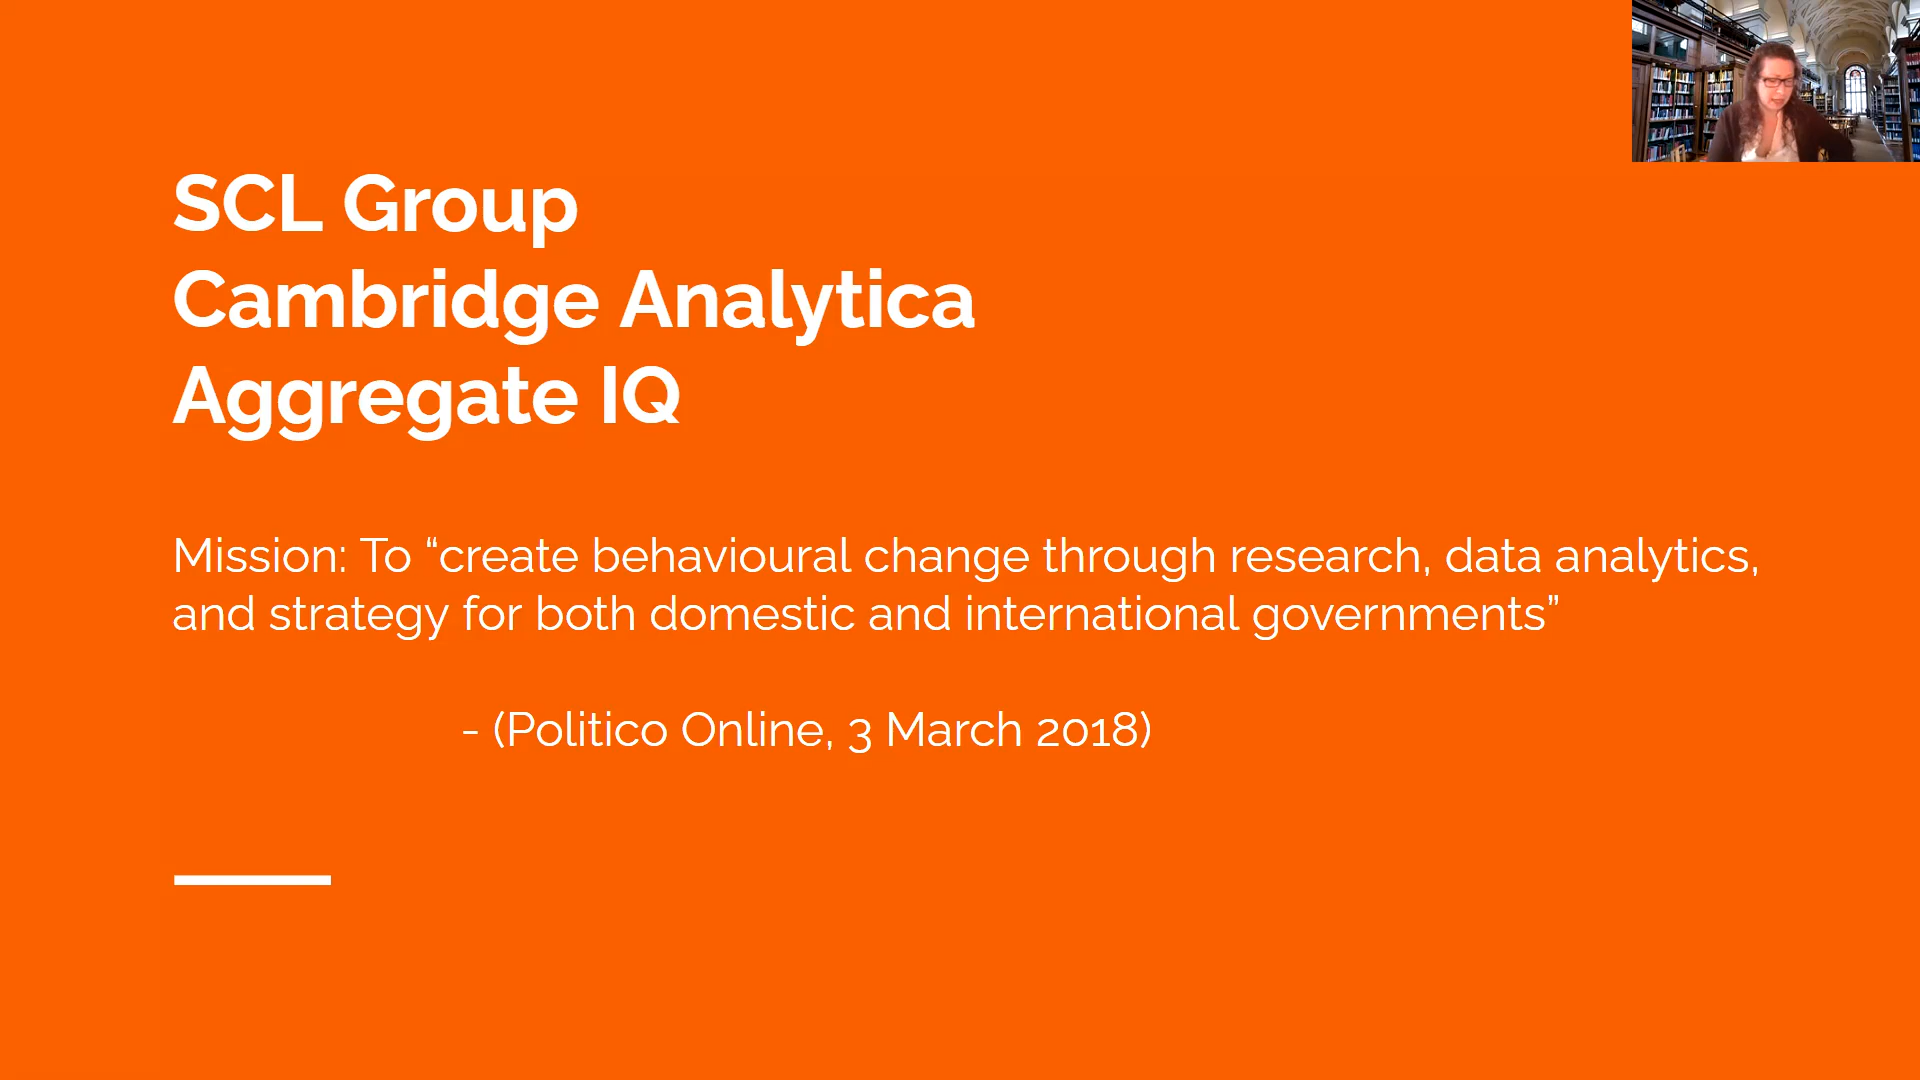 SCL Group
Cambridge Analytica
Aggregate IQ
Mission: To “create behavioural change through research, data analytics,
and strategy for both domestic and international governments”
- (Politico Online, 3 March 2018)